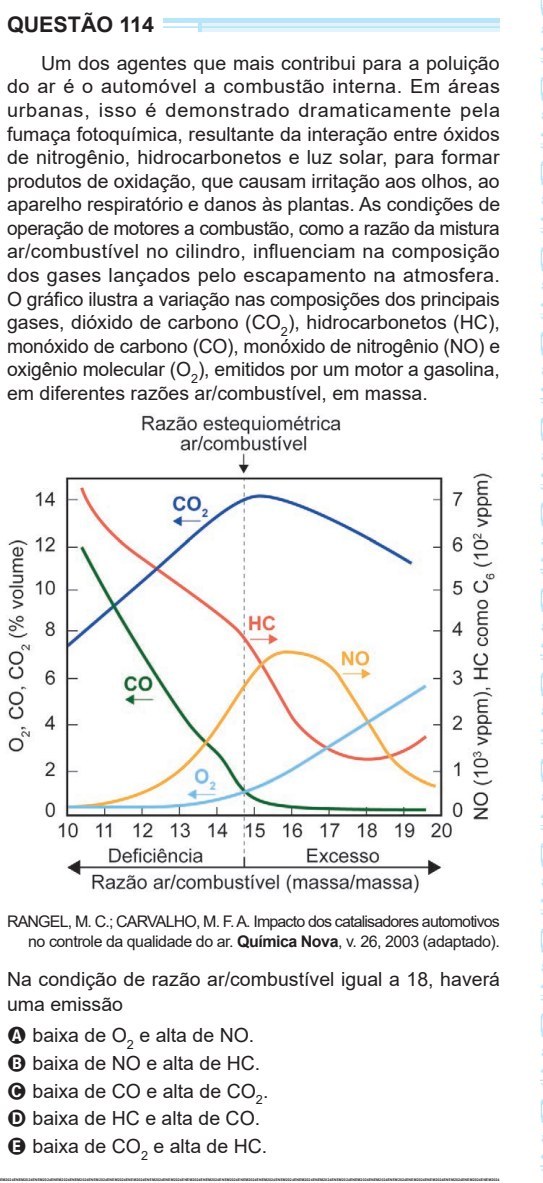 QUESTÃO 114
Um dos agentes que mais contribui para a poluição
do ar é o automóvel a combustão interna. Em áreas
urbanas, isso é demonstrado dramaticamente pela
fumaça fotoquímica, resultante da interação entre óxidos
de nitrogênio, hidrocarbonetos e luz solar, para formar
produtos de oxidação, que causam irritação aos olhos, ao
aparelho respiratório e danos às plantas. As condições de
operação de motores a combustão, como a razão da mistura
ar/combustível no cilindro, influenciam na composição
dos gases lançados pelo escapamento na atmosfera.
O gráfico ilustra a variação nas composições dos principais
gases, dióxido de carbono (CO₂), hidrocarbonetos (HC),
monóxido de carbono (CO), monóxido de nitrogênio (NO) e
oxigênio molecular (O₂), emitidos por um motor a gasolina,
em diferentes razões ar/combustível, em massa.
Razão estequiométrica
ar/combustível
O₂, CO, CO₂ (% volume)
14
12
10
8
6
4
2
0
CO₂
HC
NO
CO
O₂
7
6
5
4
3
2
1
0
NO (10³ vppm), HC como C₆ (10² vppm)
10 11 12 13 14 15 16 17 18 19 20
Deficiência Excesso
Razão ar/combustível (massa/massa)
RANGEL, M. C.; CARVALHO, M. F. A. Impacto dos catalisadores automotivos
no controle da qualidade do ar. Química Nova, v. 26, 2003 (adaptado).
Na condição de razão ar/combustível igual a 18, haverá
uma emissão
A baixa de O₂ e alta de NO.
B baixa de NO e alta de HC.
C baixa de CO e alta de CO₂.
D baixa de HC e alta de CO.
E baixa de CO₂ e alta de HC.